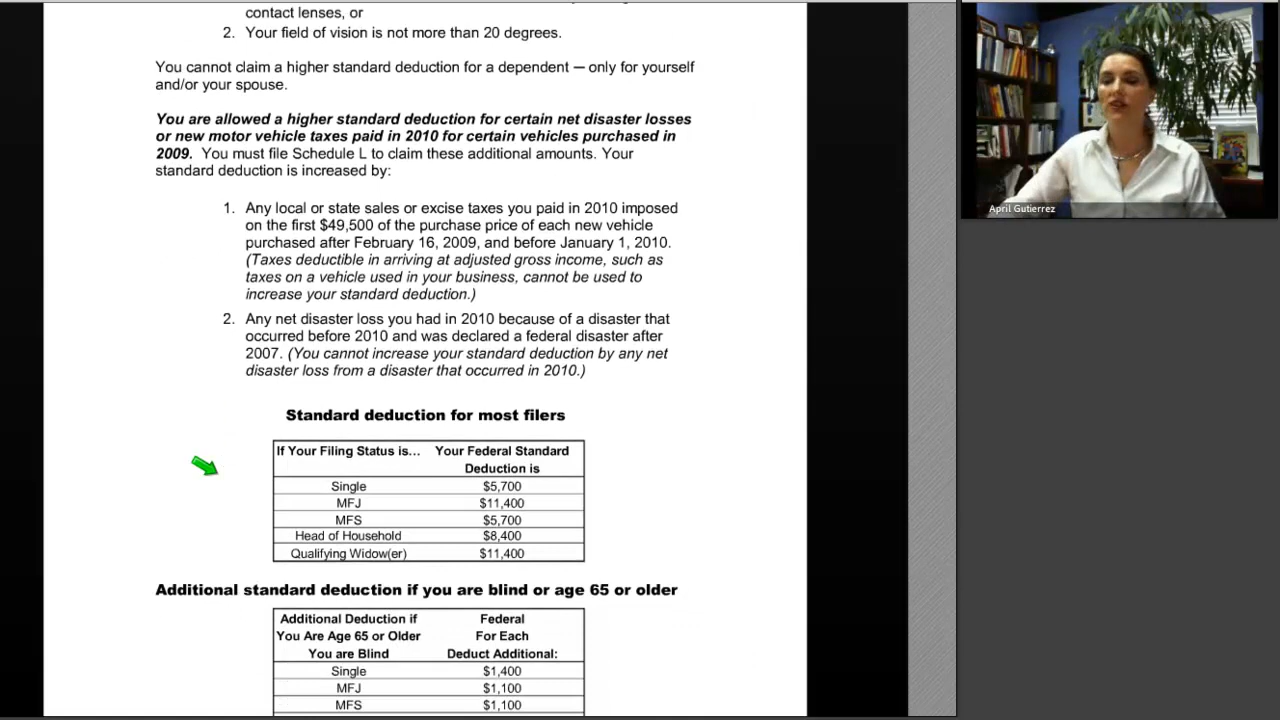 contact lenses, or
2. Your field of vision is not more than 20 degrees.
You cannot claim a higher standard deduction for a dependent — only for yourself
and/or your spouse.
You are allowed a higher standard deduction for certain net disaster losses
or new motor vehicle taxes paid in 2010 for certain vehicles purchased in
2009. You must file Schedule L to claim these additional amounts. Your
standard deduction is increased by:
1. Any local or state sales or excise taxes you paid in 2010 imposed
on the first $49,500 of the purchase price of each new vehicle
purchased after February 16, 2009, and before January 1, 2010.
(Taxes deductible in arriving at adjusted gross income, such as
taxes on a vehicle used in your business, cannot be used to
increase your standard deduction.)
2. Any net disaster loss you had in 2010 because of a disaster that
occurred before 2010 and was declared a federal disaster after
2007. (You cannot increase your standard deduction by any net
disaster loss from a disaster that occurred in 2010.)
Standard deduction for most filers
If Your Filing Status is... Your Federal Standard
Deduction is
Single $5,700
MFJ $11,400
MFS $5,700
Head of Household $8,400
Qualifying Widow(er) $11,400
Additional standard deduction if you are blind or age 65 or older
Additional Deduction if Federal
You Are Age 65 or Older For Each
You are Blind Deduct Additional:
Single $1,400
MFJ $1,100
MFS $1,100
April Gutierrez